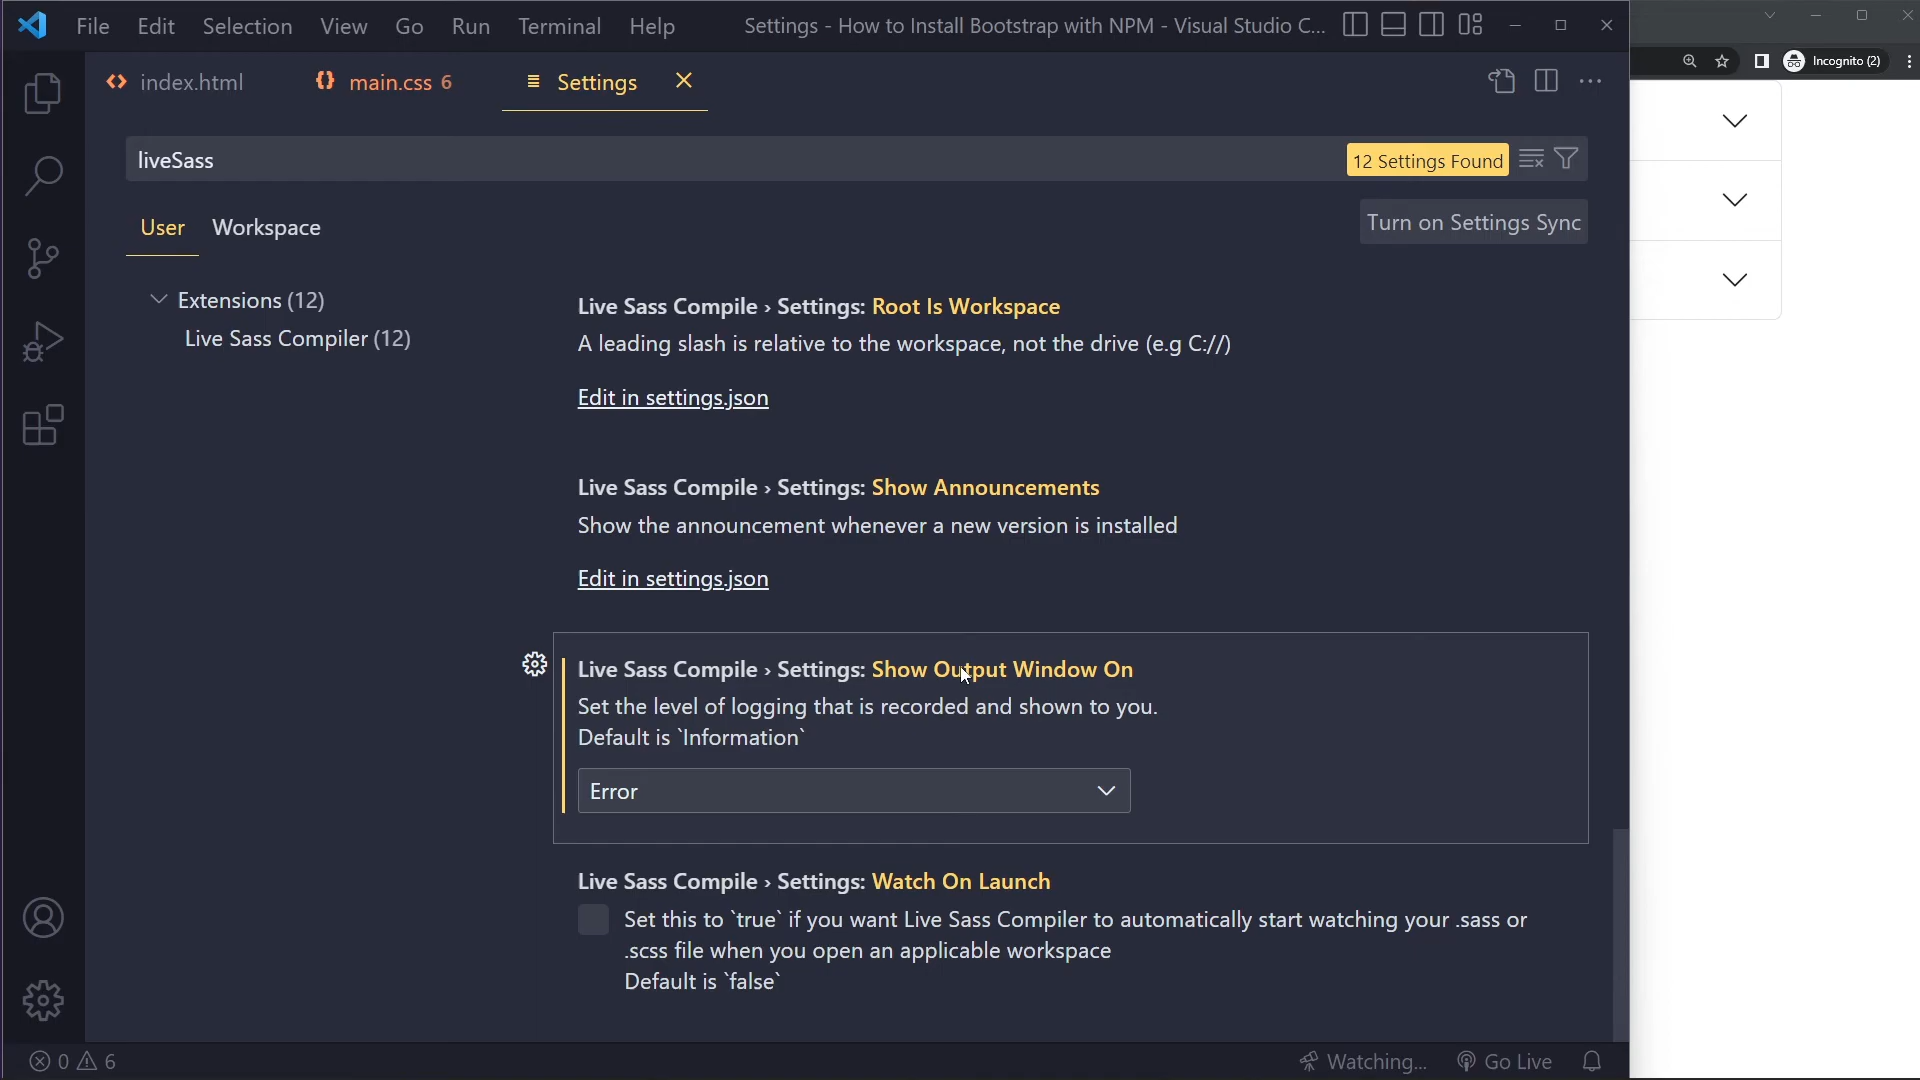 File Edit Selection View Go Run Terminal Help Settings - How to Install Bootstrap with NPM - Visual Studio C...
Incognito (2)
index.html main.css 6 Settings
liveSass 12 Settings Found
User Workspace Turn on Settings Sync
Extensions (12)
Live Sass Compiler (12)
Live Sass Compile › Settings: Root Is Workspace
A leading slash is relative to the workspace, not the drive (e.g C://)
Edit in settings.json
Live Sass Compile › Settings: Show Announcements
Show the announcement whenever a new version is installed
Edit in settings.json
Live Sass Compile › Settings: Show Output Window On
Set the level of logging that is recorded and shown to you.
Default is `Information`
Error
Live Sass Compile › Settings: Watch On Launch
Set this to `true` if you want Live Sass Compiler to automatically start watching your .sass or
.scss file when you open an applicable workspace
Default is `false`
0 6 Watching... Go Live